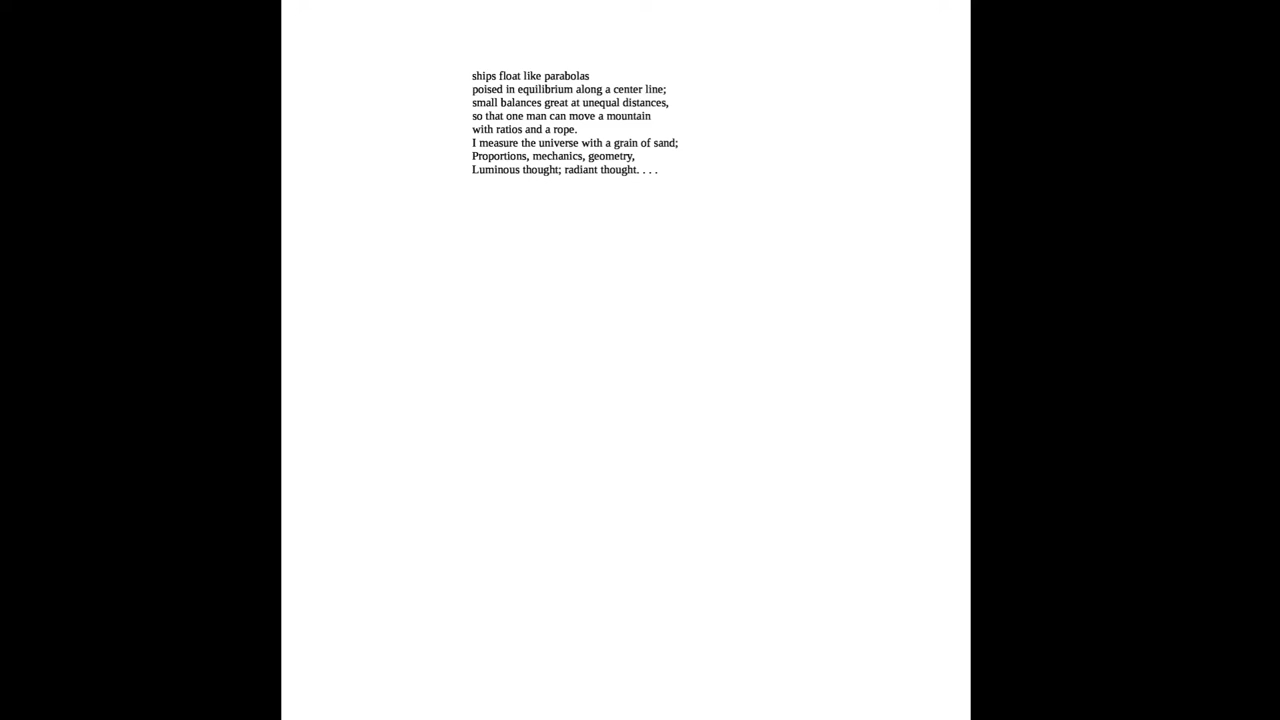 ships float like parabolas
poised in equilibrium along a center line;
small balances great at unequal distances,
so that one man can move a mountain
with ratios and a rope.
I measure the universe with a grain of sand;
Proportions, mechanics, geometry,
Luminous thought; radiant thought. . . .